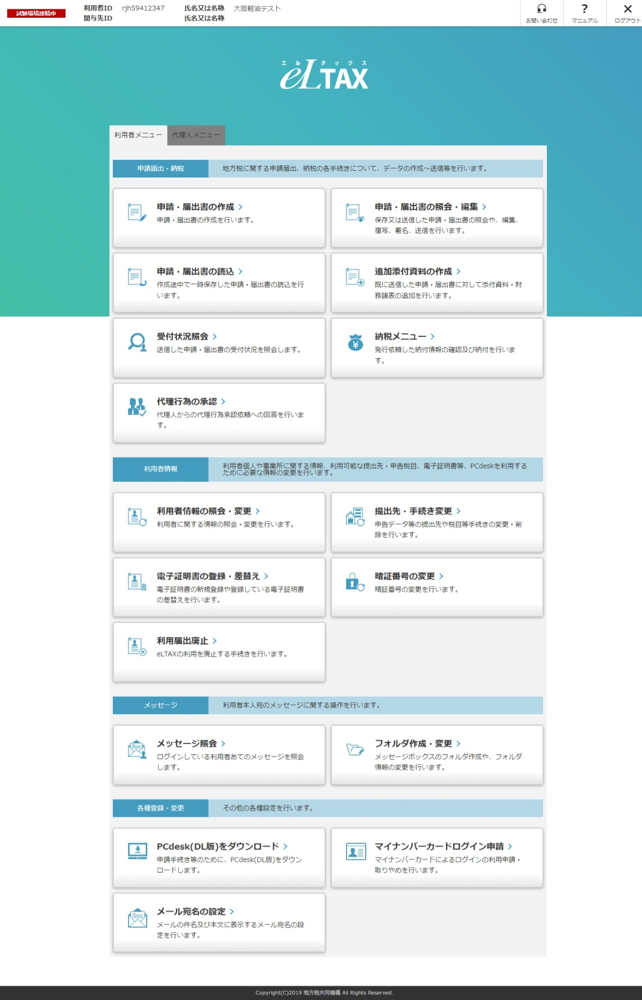 試験環境接続中
利用者ID rjh59412347 氏名又は名称 大阪軽油テスト
関与先ID 氏名又は名称
お問い合わせ
? マニュアル
ログアウト
エルタックス
eLTAX
利用者メニュー 代理人メニュー
申請届出・納税 地方税に関する申請届出、納税の各手続きについて、データの作成～送信等を行います。
申請・届出書の作成
申請・届出書の作成を行います。
申請・届出書の照会・編集
保存又は送信した申請・届出書の照会や、編集、
複写、署名、送信を行います。
申請・届出書の読込
作成途中で一時保存した申請・届出書の読込を行
います。
追加添付資料の作成
既に送信した申請・届出書に対して添付資料・財
務諸表の追加を行います。
受付状況照会
送信した申請・届出書の受付状況を照会します。
納税メニュー
発行依頼した納付情報の確認及び納付を行いま
す。
代理行為の承認
代理人からの代理行為承認依頼への回答を行いま
す。
利用者情報 利用者個人や事業所に関する情報、利用可能な提出先・申告税目、電子証明書等、PCdeskを利用する
ために必要な情報の変更を行います。
利用者情報の照会・変更
利用者に関する情報の照会・変更を行います。
提出先・手続き変更
申告データ等の提出先や税目等手続きの変更・削
除を行います。
電子証明書の登録・差替え
電子証明書の新規登録や登録している電子証明書
の差替えを行います。
暗証番号の変更
暗証番号の変更を行います。
利用届出廃止
eLTAXの利用を廃止する手続きを行います。
メッセージ 利用者本人宛のメッセージに関する操作を行います。
メッセージ照会
ログインしている利用者あてのメッセージを照会
します。
フォルダ作成・変更
メッセージボックスのフォルダ作成や、フォルダ
情報の変更を行います。
各種登録・変更 その他の各種設定を行います。
PCdesk(DL版)をダウンロード
申請手続き等のために、PCdesk(DL版)をダウン
ロードします。
マイナンバーカードログイン申請
マイナンバーカードによるログインの利用申請・
取りやめを行います。
メール宛名の設定
メールの件名及び本文に表示するメール宛名の設
定を行います。
Copyright(C)2019 地方税共同機構 All Rights Reserved.